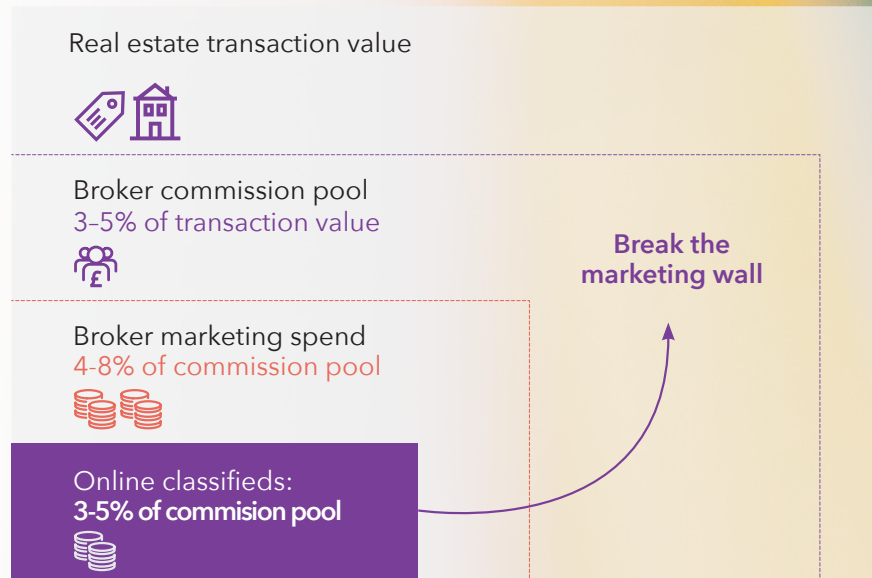 Real estate transaction value
Broker commission pool
3–5% of transaction value
£
Break the
marketing wall
Broker marketing spend
4-8% of commission pool
Online classifieds:
3-5% of commision pool